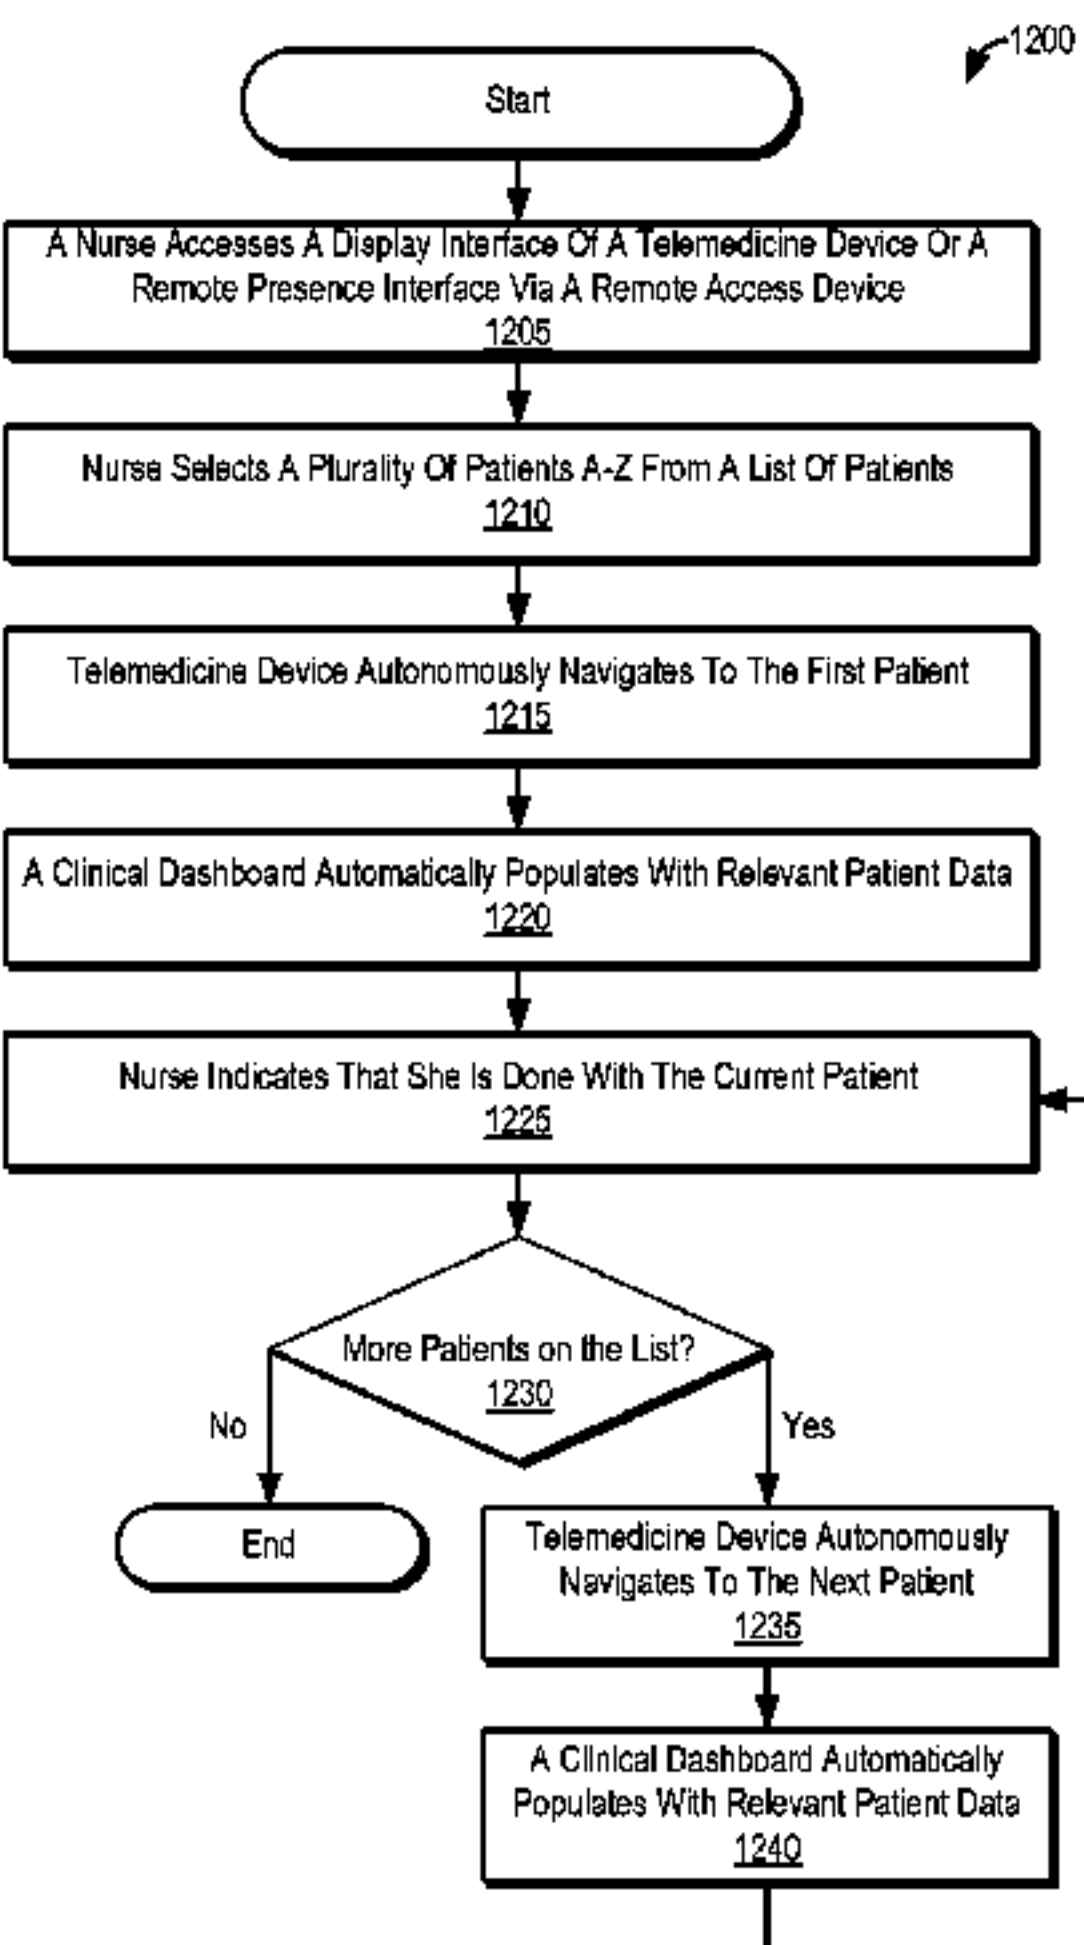 1200
Start
A Nurse Accesses A Display Interface Of A Telemedicine Device Or A
Remote Presence Interface Via A Remote Access Device
1205
Nurse Selects A Plurality Of Patients A-Z From A List Of Patients
1210
Telemedicine Device Autonomously Navigates To The First Patient
1215
A Clinical Dashboard Automatically Populates With Relevant Patient Data
1220
Nurse Indicates That She Is Done With The Current Patient
1225
More Patients on the List?
1230
No
Yes
End
Telemedicine Device Autonomously
Navigates To The Next Patient
1235
A Clinical Dashboard Automatically
Populates With Relevant Patient Data
1240